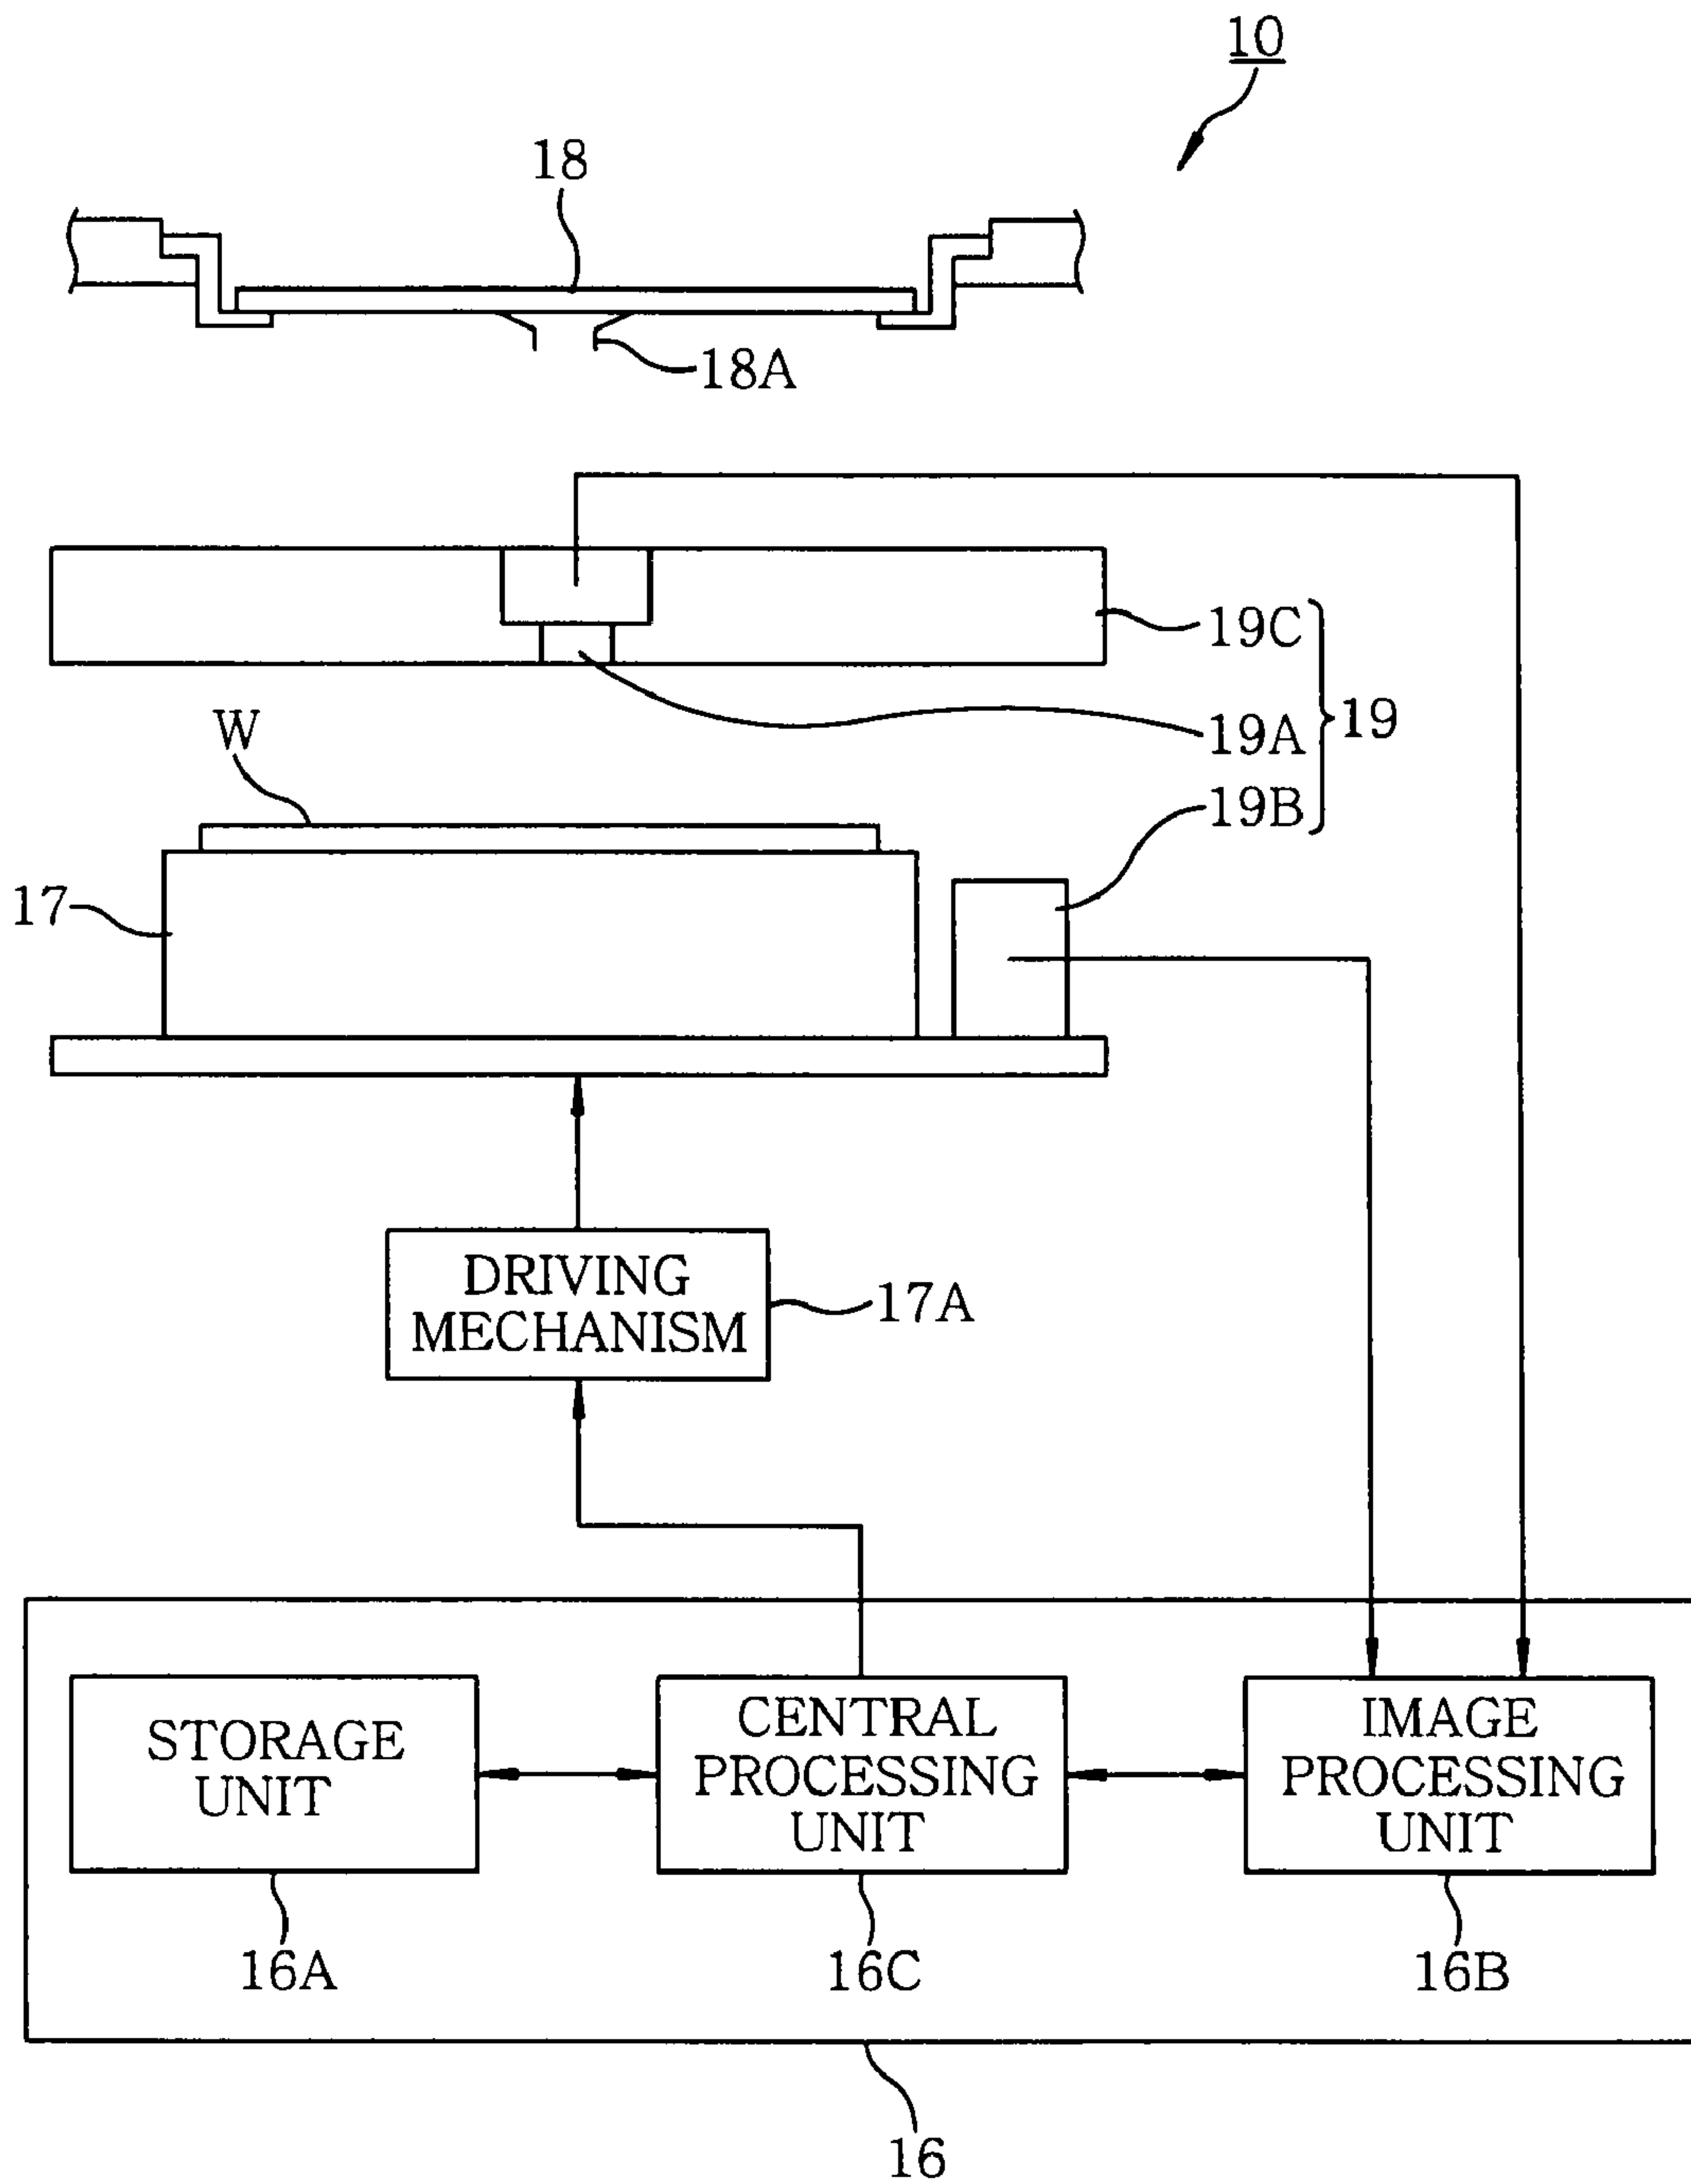 10
18
18A
19C
19
19A
W
19B
17
DRIVING
MECHANISM
17A
STORAGE
UNIT
CENTRAL
PROCESSING
UNIT
IMAGE
PROCESSING
UNIT
16A
16C
16B
16